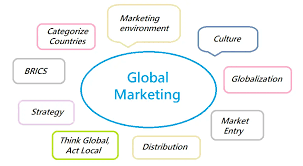 Marketing
environment
Categorize
Countries
Culture
BRICS
Global
Marketing
Globalization
Strategy
Market
Entry
Think Global,
Act Local
Distribution